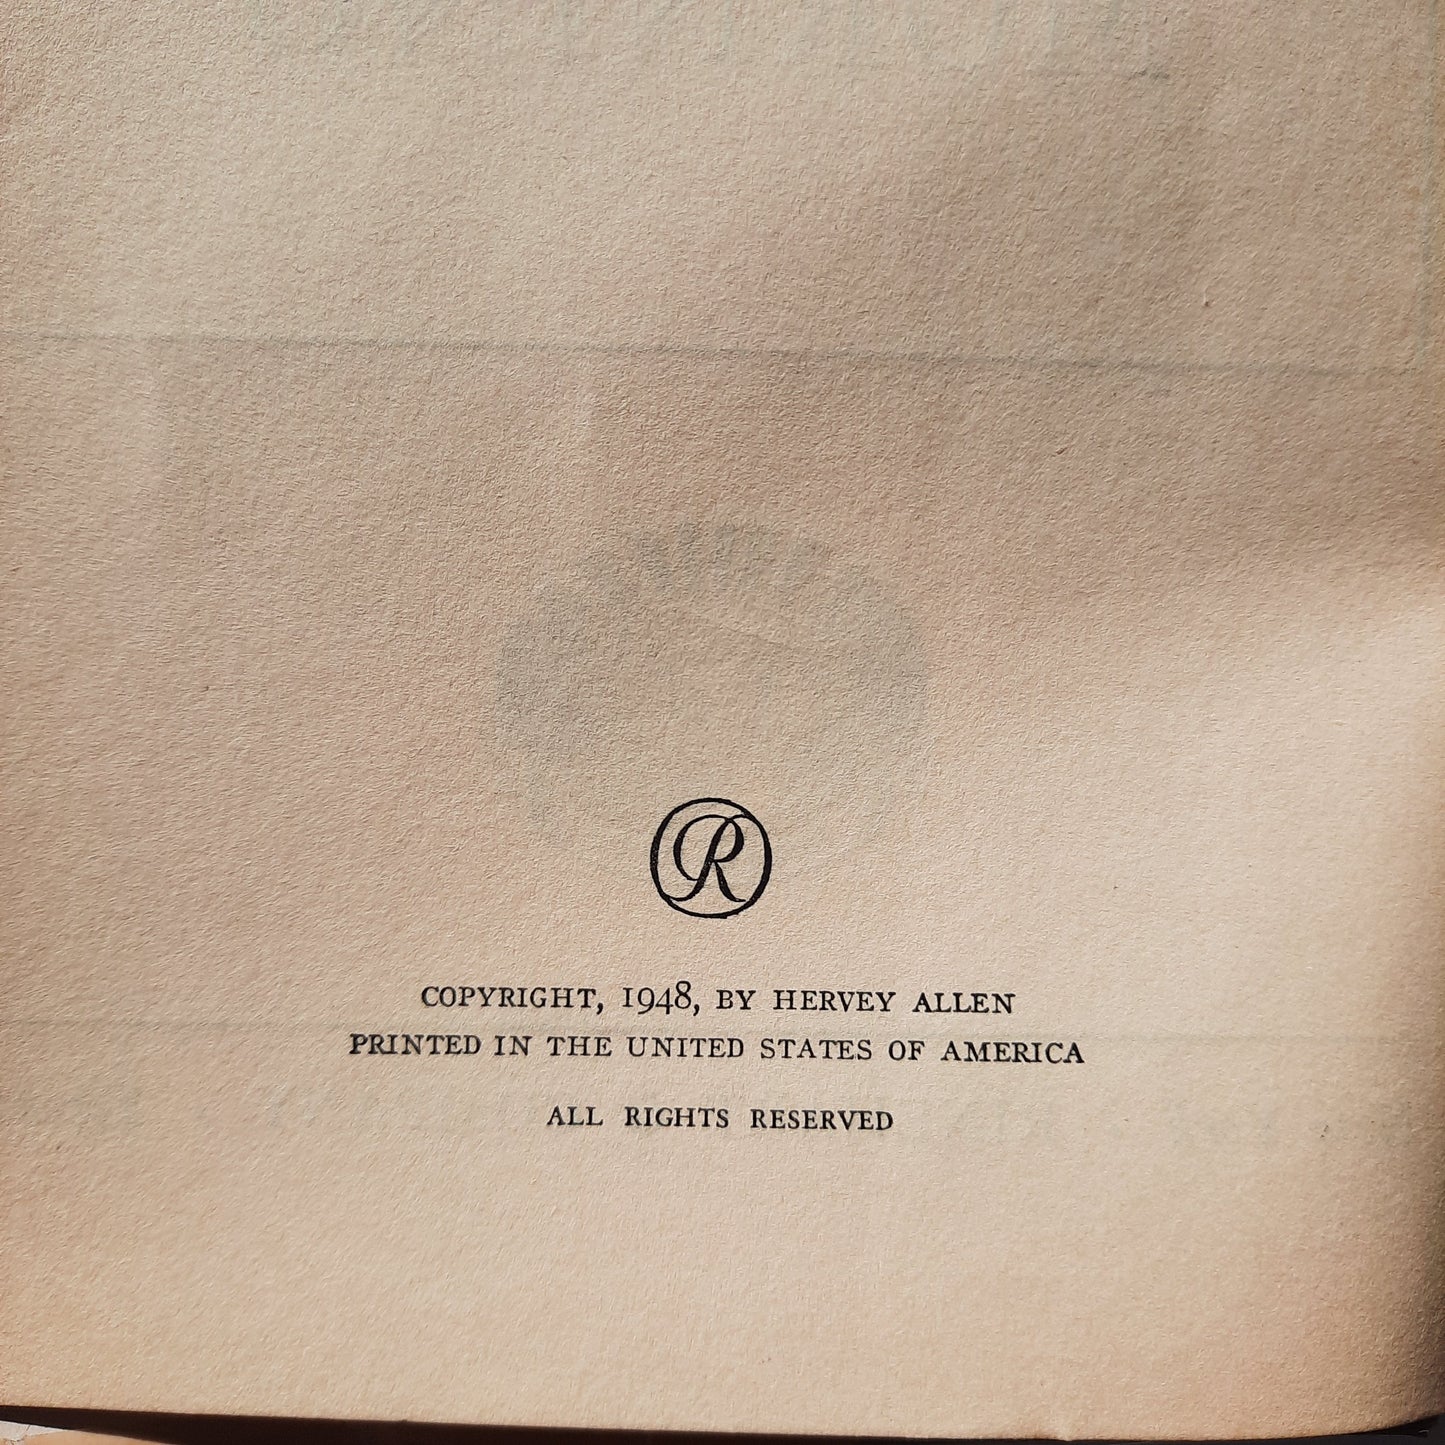 R
COPYRIGHT, 1948, BY HERVEY ALLEN
PRINTED IN THE UNITED STATES OF AMERICA
ALL RIGHTS RESERVED